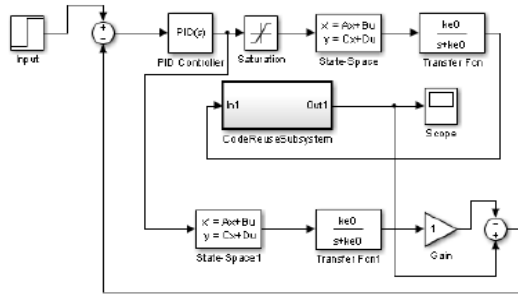 Input
PID(s)
PID Controller
Saturation
x' = Ax+Bu
y = Cx+Du
State-Space
ke0
s+ke0
Transfer Fcn
In1
Out1
CodeReuseSubsystem
Scope
x' = Ax+Bu
y = Cx+Du
State-Space1
ke0
s+ke0
Transfer Fcn1
1
Gain